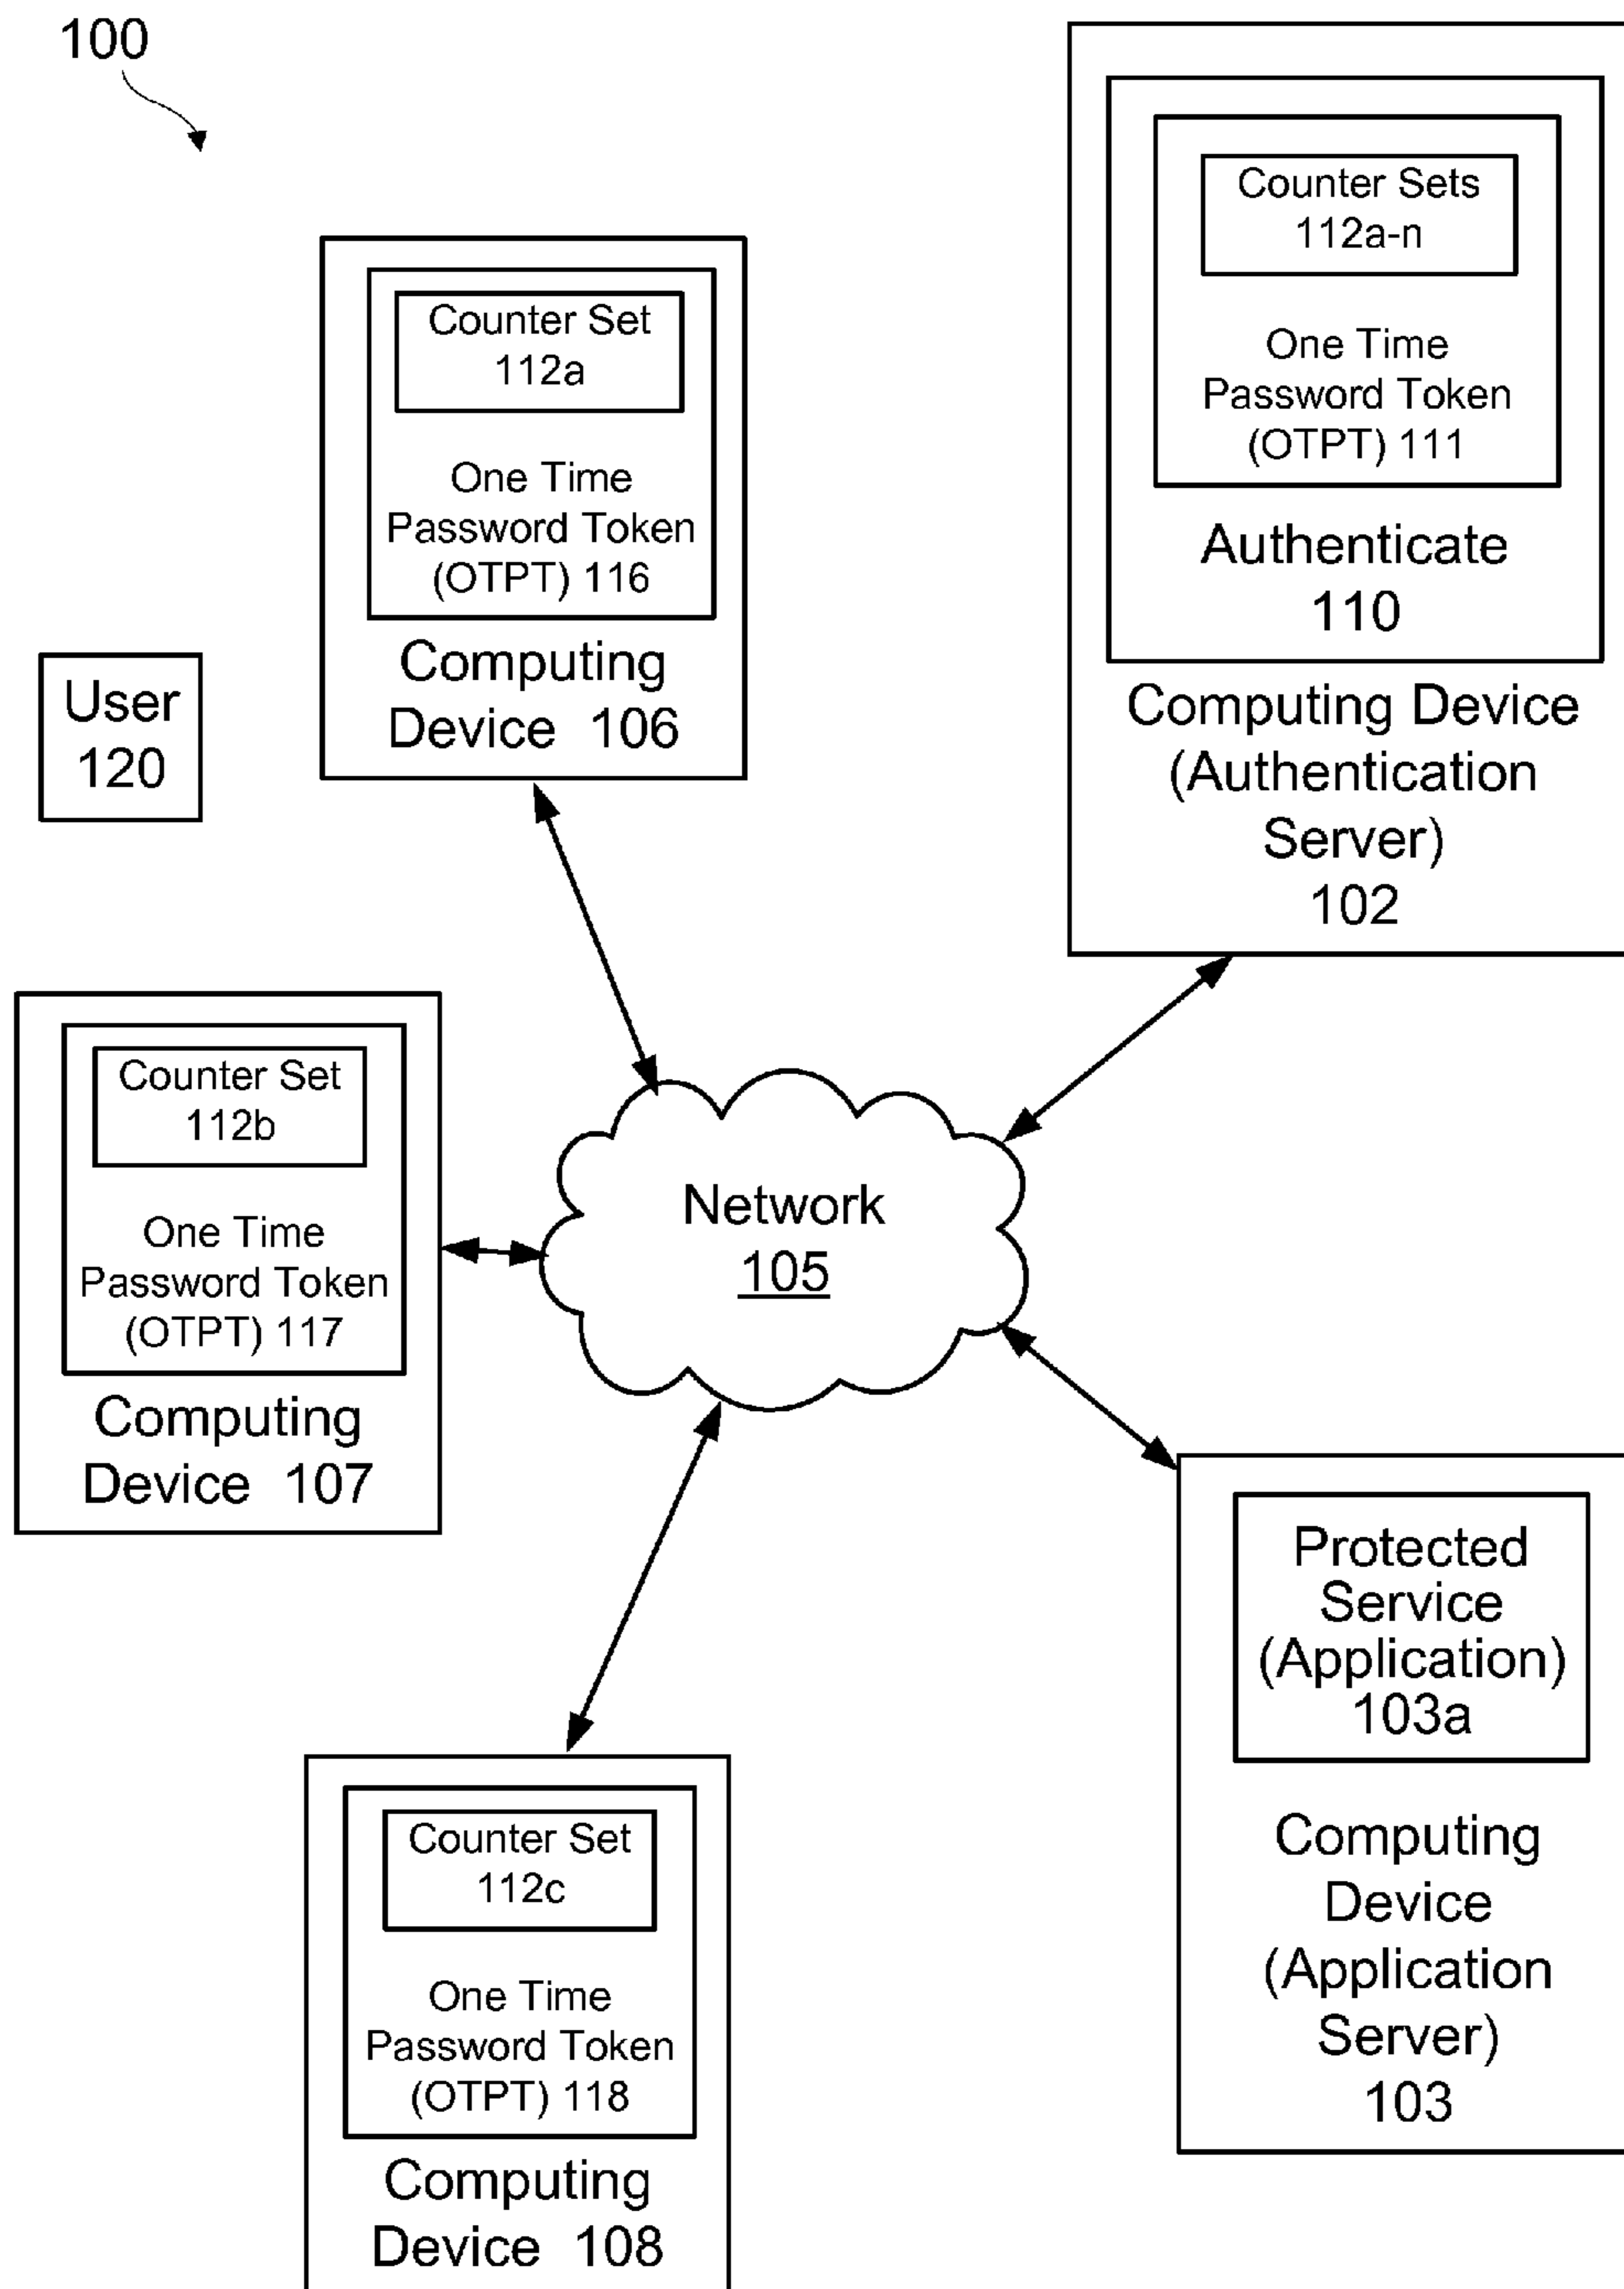 100
Counter Sets
112a-n
One Time
Password Token
(OTPT) 111
Authenticate
110
Computing Device
(Authentication
Server)
102
Counter Set
112a
One Time
Password Token
(OTPT) 116
Computing
Device 106
User
120
Counter Set
112b
One Time
Password Token
(OTPT) 117
Computing
Device 107
Network
105
Protected
Service
(Application)
103a
Computing
Device
(Application
Server)
103
Counter Set
112c
One Time
Password Token
(OTPT) 118
Computing
Device 108